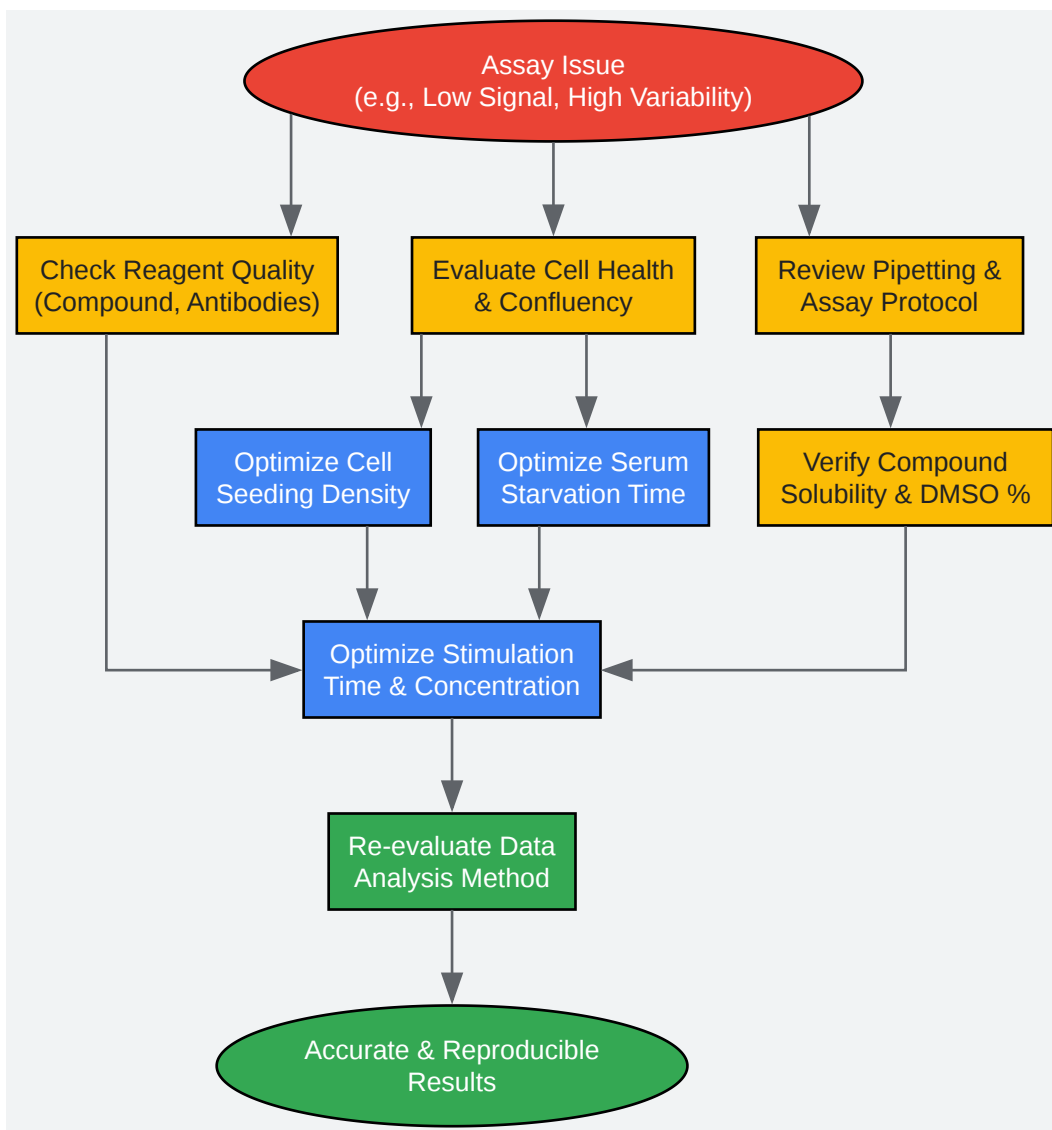 Assay Issue
(e.g., Low Signal, High Variability)
Check Reagent Quality
(Compound, Antibodies)
Evaluate Cell Health
& Confluency
Review Pipetting &
Assay Protocol
Optimize Cell
Seeding Density
Optimize Serum
Starvation Time
Verify Compound
Solubility & DMSO %
Optimize Stimulation
Time & Concentration
Re-evaluate Data
Analysis Method
Accurate & Reproducible
Results